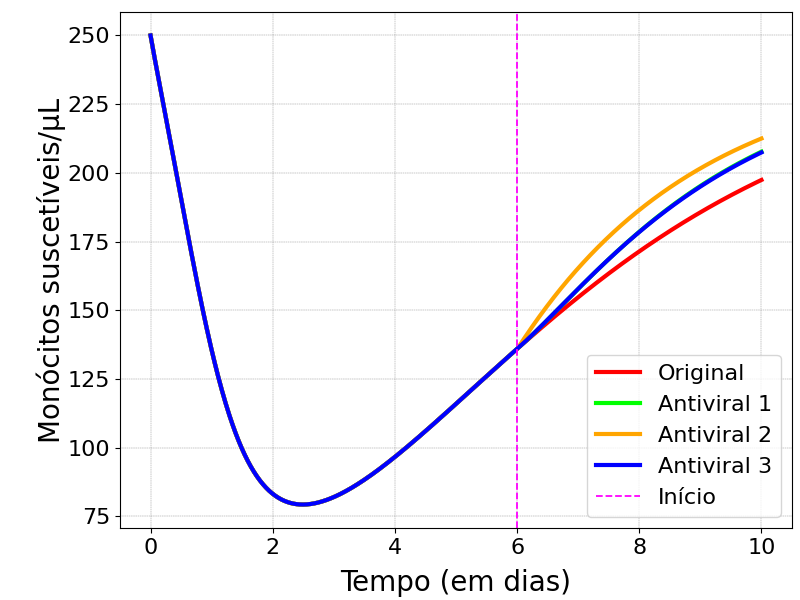 250
225
200
175
150
125
100
75
Monócitos suscetíveis/μL
Original
Antiviral 1
Antiviral 2
Antiviral 3
Início
0 2 4 6 8 10
Tempo (em dias)